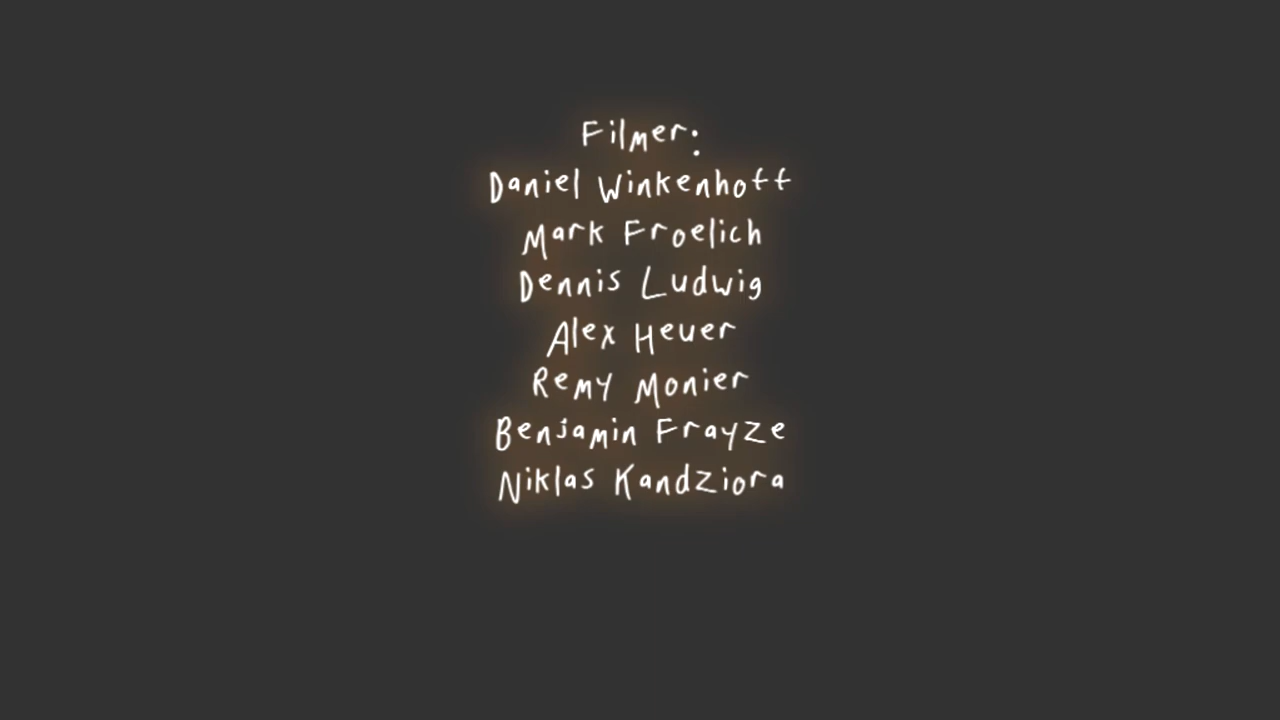 Filmer:
Daniel Winkenhoff
Mark Froelich
Dennis Ludwig
Alex Heuer
Remy Monier
Benjamin Frayze
Niklas Kandziora